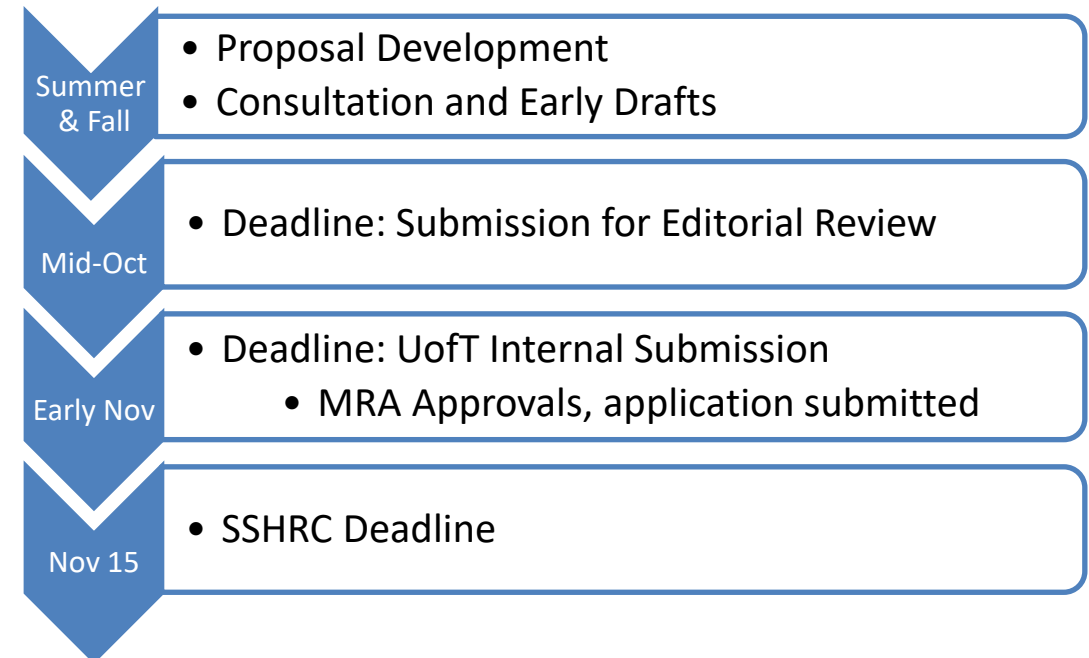 Summer
& Fall
• Proposal Development
• Consultation and Early Drafts
Mid-Oct
• Deadline: Submission for Editorial Review
Early Nov
• Deadline: UofT Internal Submission
• MRA Approvals, application submitted
Nov 15
• SSHRC Deadline